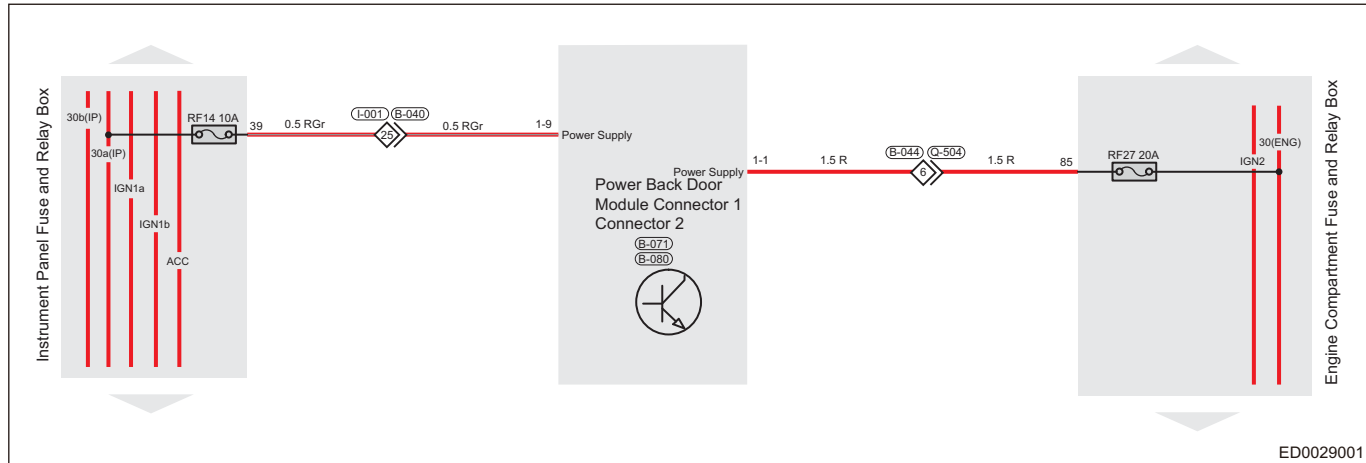 Instrument Panel Fuse and Relay Box
30b(IP)
30a(IP)
IGN1a
IGN1b
ACC
RF14 10A
39
0.5 RGr
I-001
B-040
25
0.5 RGr
1-9
Power Supply
Power Supply
Power Back Door
Module Connector 1
Connector 2
B-071
B-080
1-1
1.5 R
B-044
Q-504
6
1.5 R
85
RF27 20A
IGN2
30(ENG)
Engine Compartment Fuse and Relay Box
ED0029001